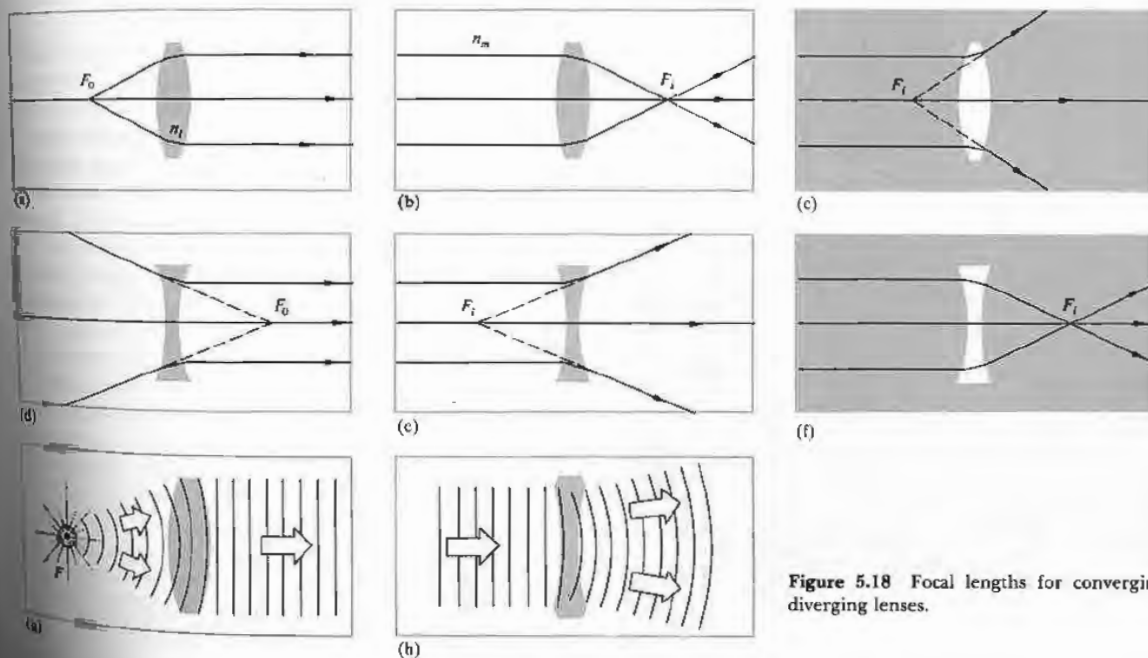 F₀
n_l
(a)
n_m
F_i
(b)
F_i
(c)
F₀
(d)
F_i
(e)
F_i
(f)
F
(g)
(h)
Figure 5.18 Focal lengths for convergin
diverging lenses.